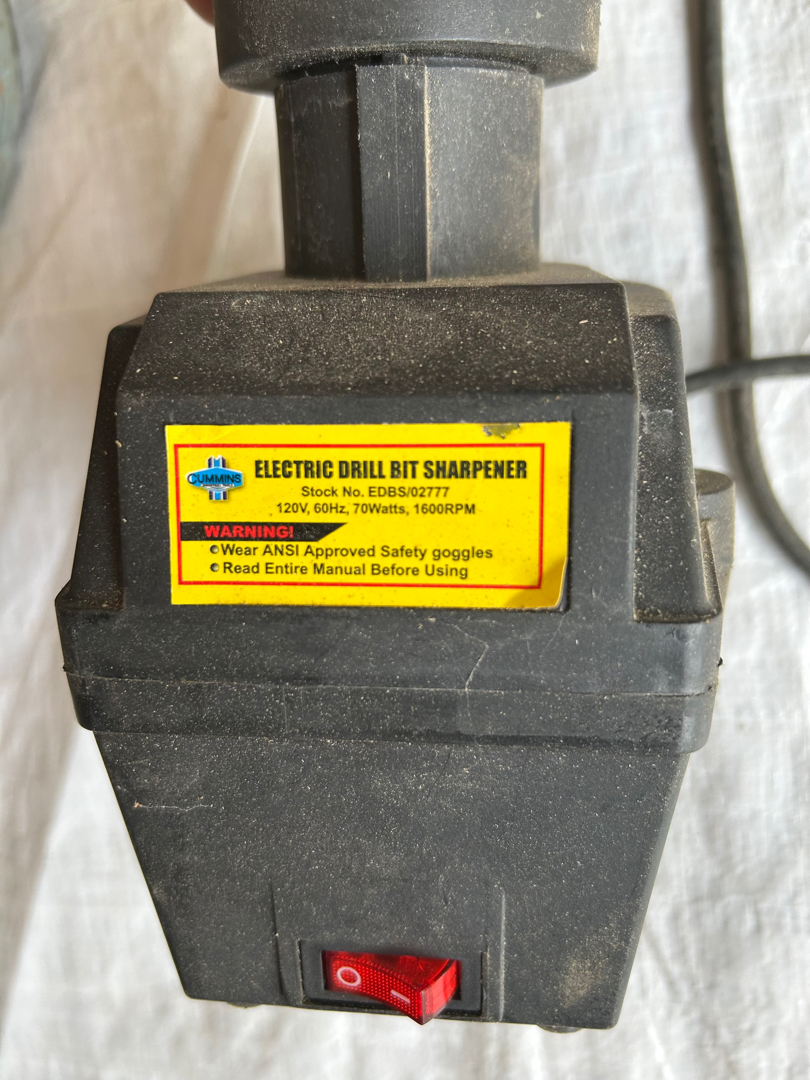 CUMMINS
ELECTRIC DRILL BIT SHARPENER
Stock No. EDBS/02777
120V, 60Hz, 70Watts, 1600RPM
WARNING!
Wear ANSI Approved Safety goggles
Read Entire Manual Before Using
O